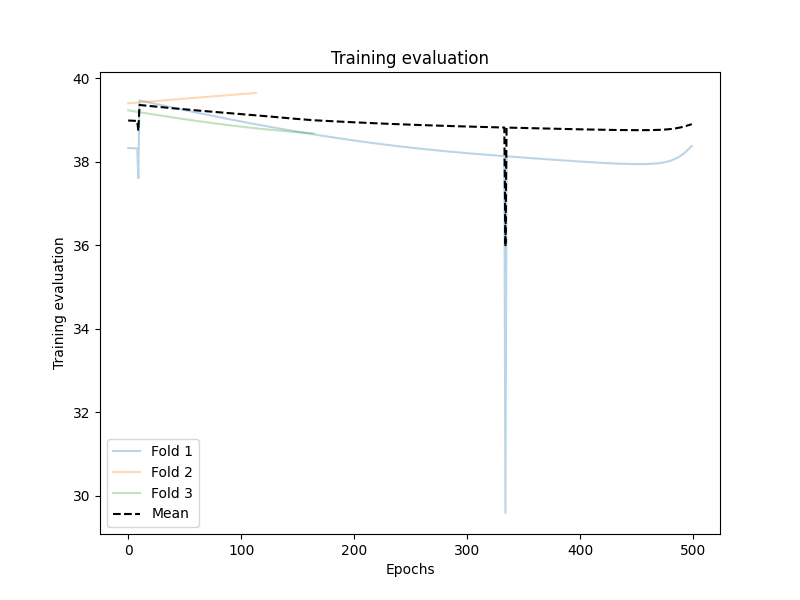 Training evaluation
40
38
36
34
32
30
Training evaluation
Fold 1
Fold 2
Fold 3
Mean
0
100
200
300
400
500
Epochs